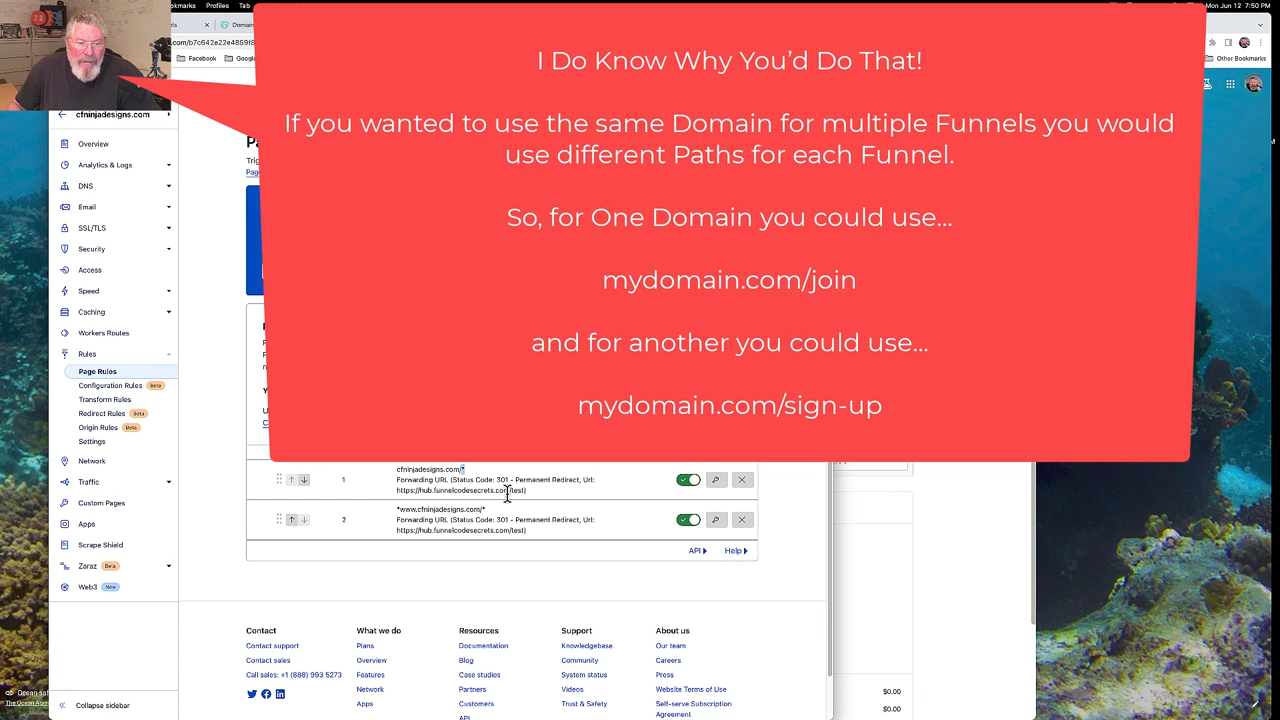 Profiles
Tab
Mon Jun 12 7:50 PM
Domain
.com/b7c642e22e4869f8
Facebook
Other Bookmarks
I Do Know Why You'd Do That!
If you wanted to use the same Domain for multiple Funnels you would
use different Paths for each Funnel.
So, for One Domain you could use...
mydomain.com/join
and for another you could use...
mydomain.com/sign-up
cfninjadesigns.com
Overview
Analytics & Logs
DNS
Email
SSL/TLS
Security
Access
Speed
Caching
Workers Routes
Rules
Page Rules
Configuration Rules Beta
Transform Rules
Redirect Rules Beta
Origin Rules Beta
Settings
Network
Traffic
Custom Pages
Apps
Scrape Shield
Zaraz Beta
Web3 New
Collapse sidebar
1
cfninjadesigns.com/*
Forwarding URL (Status Code: 301 - Permanent Redirect, Url:
https://hub.funnelcodesecrets.com/test)
2
*www.cfninjadesigns.com/*
Forwarding URL (Status Code: 301 - Permanent Redirect, Url:
https://hub.funnelcodesecrets.com/test)
API
Help
Contact
Contact support
Contact sales
Call sales: +1 (888) 993 5273
What we do
Plans
Overview
Features
Network
Apps
Resources
Documentation
Blog
Case studies
Partners
Customers
API
Support
Knowledgebase
Community
System status
Videos
Trust & Safety
About us
Our team
Careers
Press
Website Terms of Use
Self-serve Subscription
Agreement
$0.00
$0.00